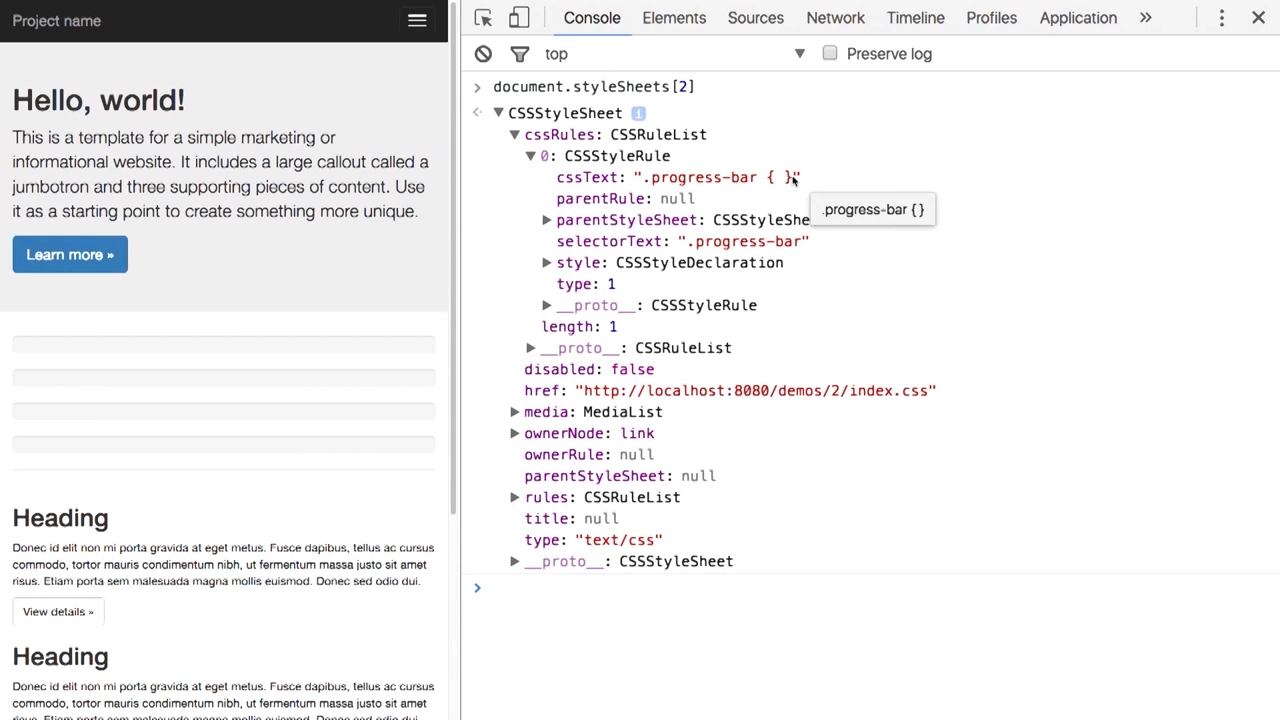 Project name
Hello, world!
This is a template for a simple marketing or
informational website. It includes a large callout called a
jumbotron and three supporting pieces of content. Use
it as a starting point to create something more unique.
Learn more »
Heading
Donec id elit non mi porta gravida at eget metus. Fusce dapibus, tellus ac cursus
commodo, tortor mauris condimentum nibh, ut fermentum massa justo sit amet
risus. Etiam porta sem malesuada magna mollis euismod. Donec sed odio dui.
View details »
Heading
Donec id elit non mi porta gravida at eget metus. Fusce dapibus, tellus ac cursus
commodo, tortor mauris condimentum nibh, ut fermentum massa justo sit amet
Console Elements Sources Network Timeline Profiles Application »
top Preserve log
document.styleSheets[2]
CSSStyleSheet i
cssRules: CSSRuleList
0: CSSStyleRule
cssText: ".progress-bar { }"
parentRule: null
parentStyleSheet: CSSStyleShe
.progress-bar {}
selectorText: ".progress-bar"
style: CSSStyleDeclaration
type: 1
__proto__: CSSStyleRule
length: 1
__proto__: CSSRuleList
disabled: false
href: "http://localhost:8080/demos/2/index.css"
media: MediaList
ownerNode: link
ownerRule: null
parentStyleSheet: null
rules: CSSRuleList
title: null
type: "text/css"
__proto__: CSSStyleSheet